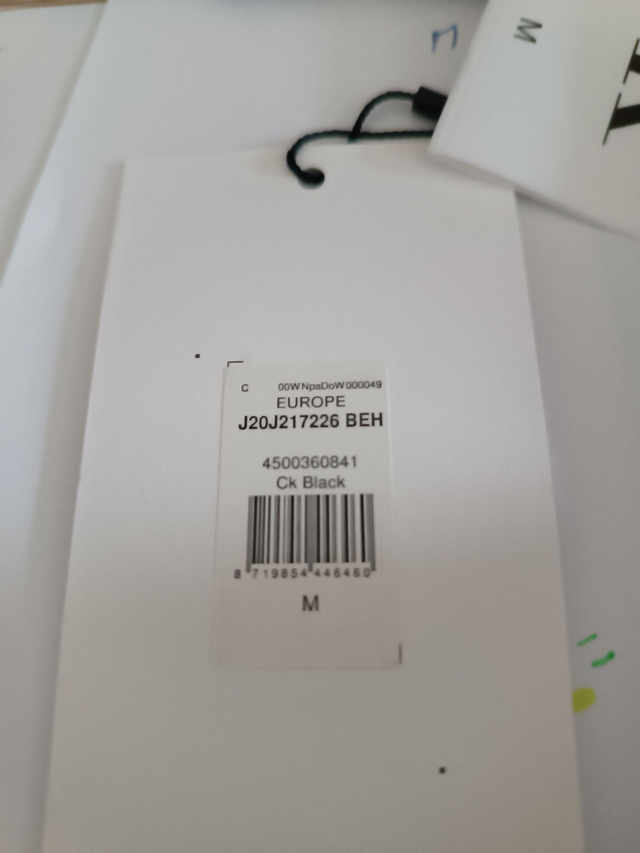 M
C 00WNpaDoW000049
EUROPE
J20J217226 BEH
4500360841
Ck Black
8 719854 446460
M